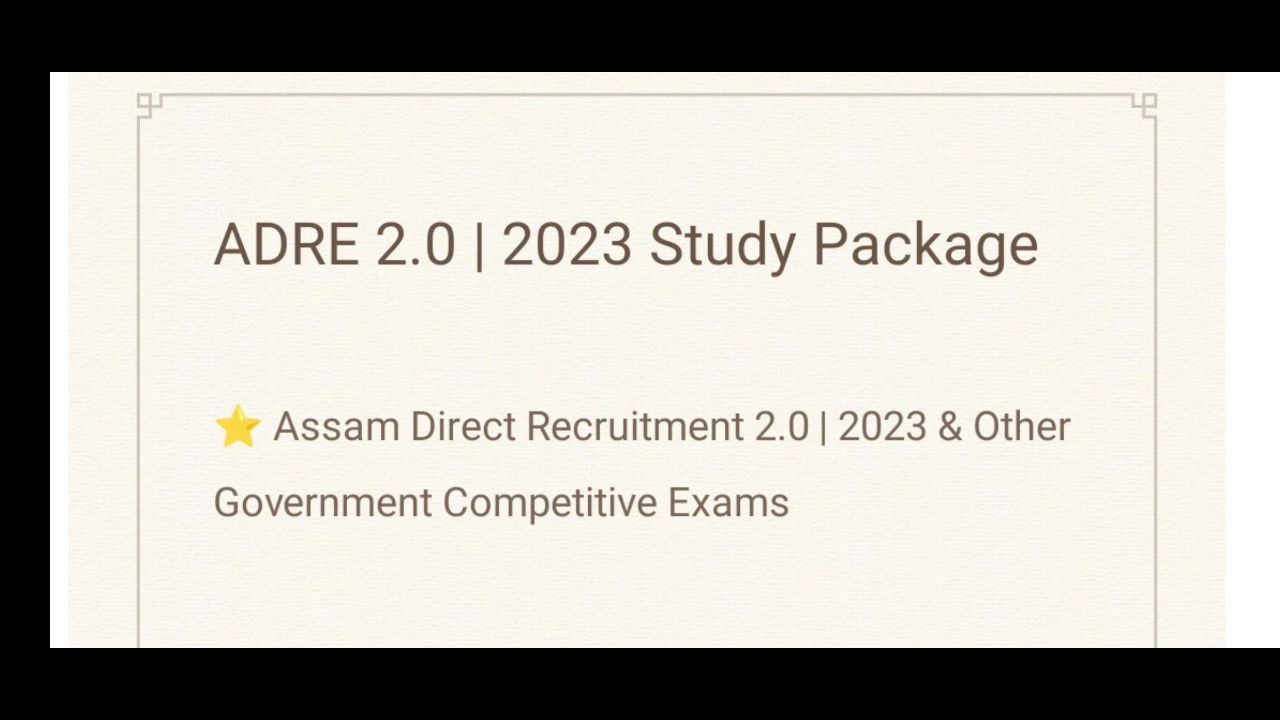 ADRE 2.0 | 2023 Study Package
⭐ Assam Direct Recruitment 2.0 | 2023 & Other
Government Competitive Exams